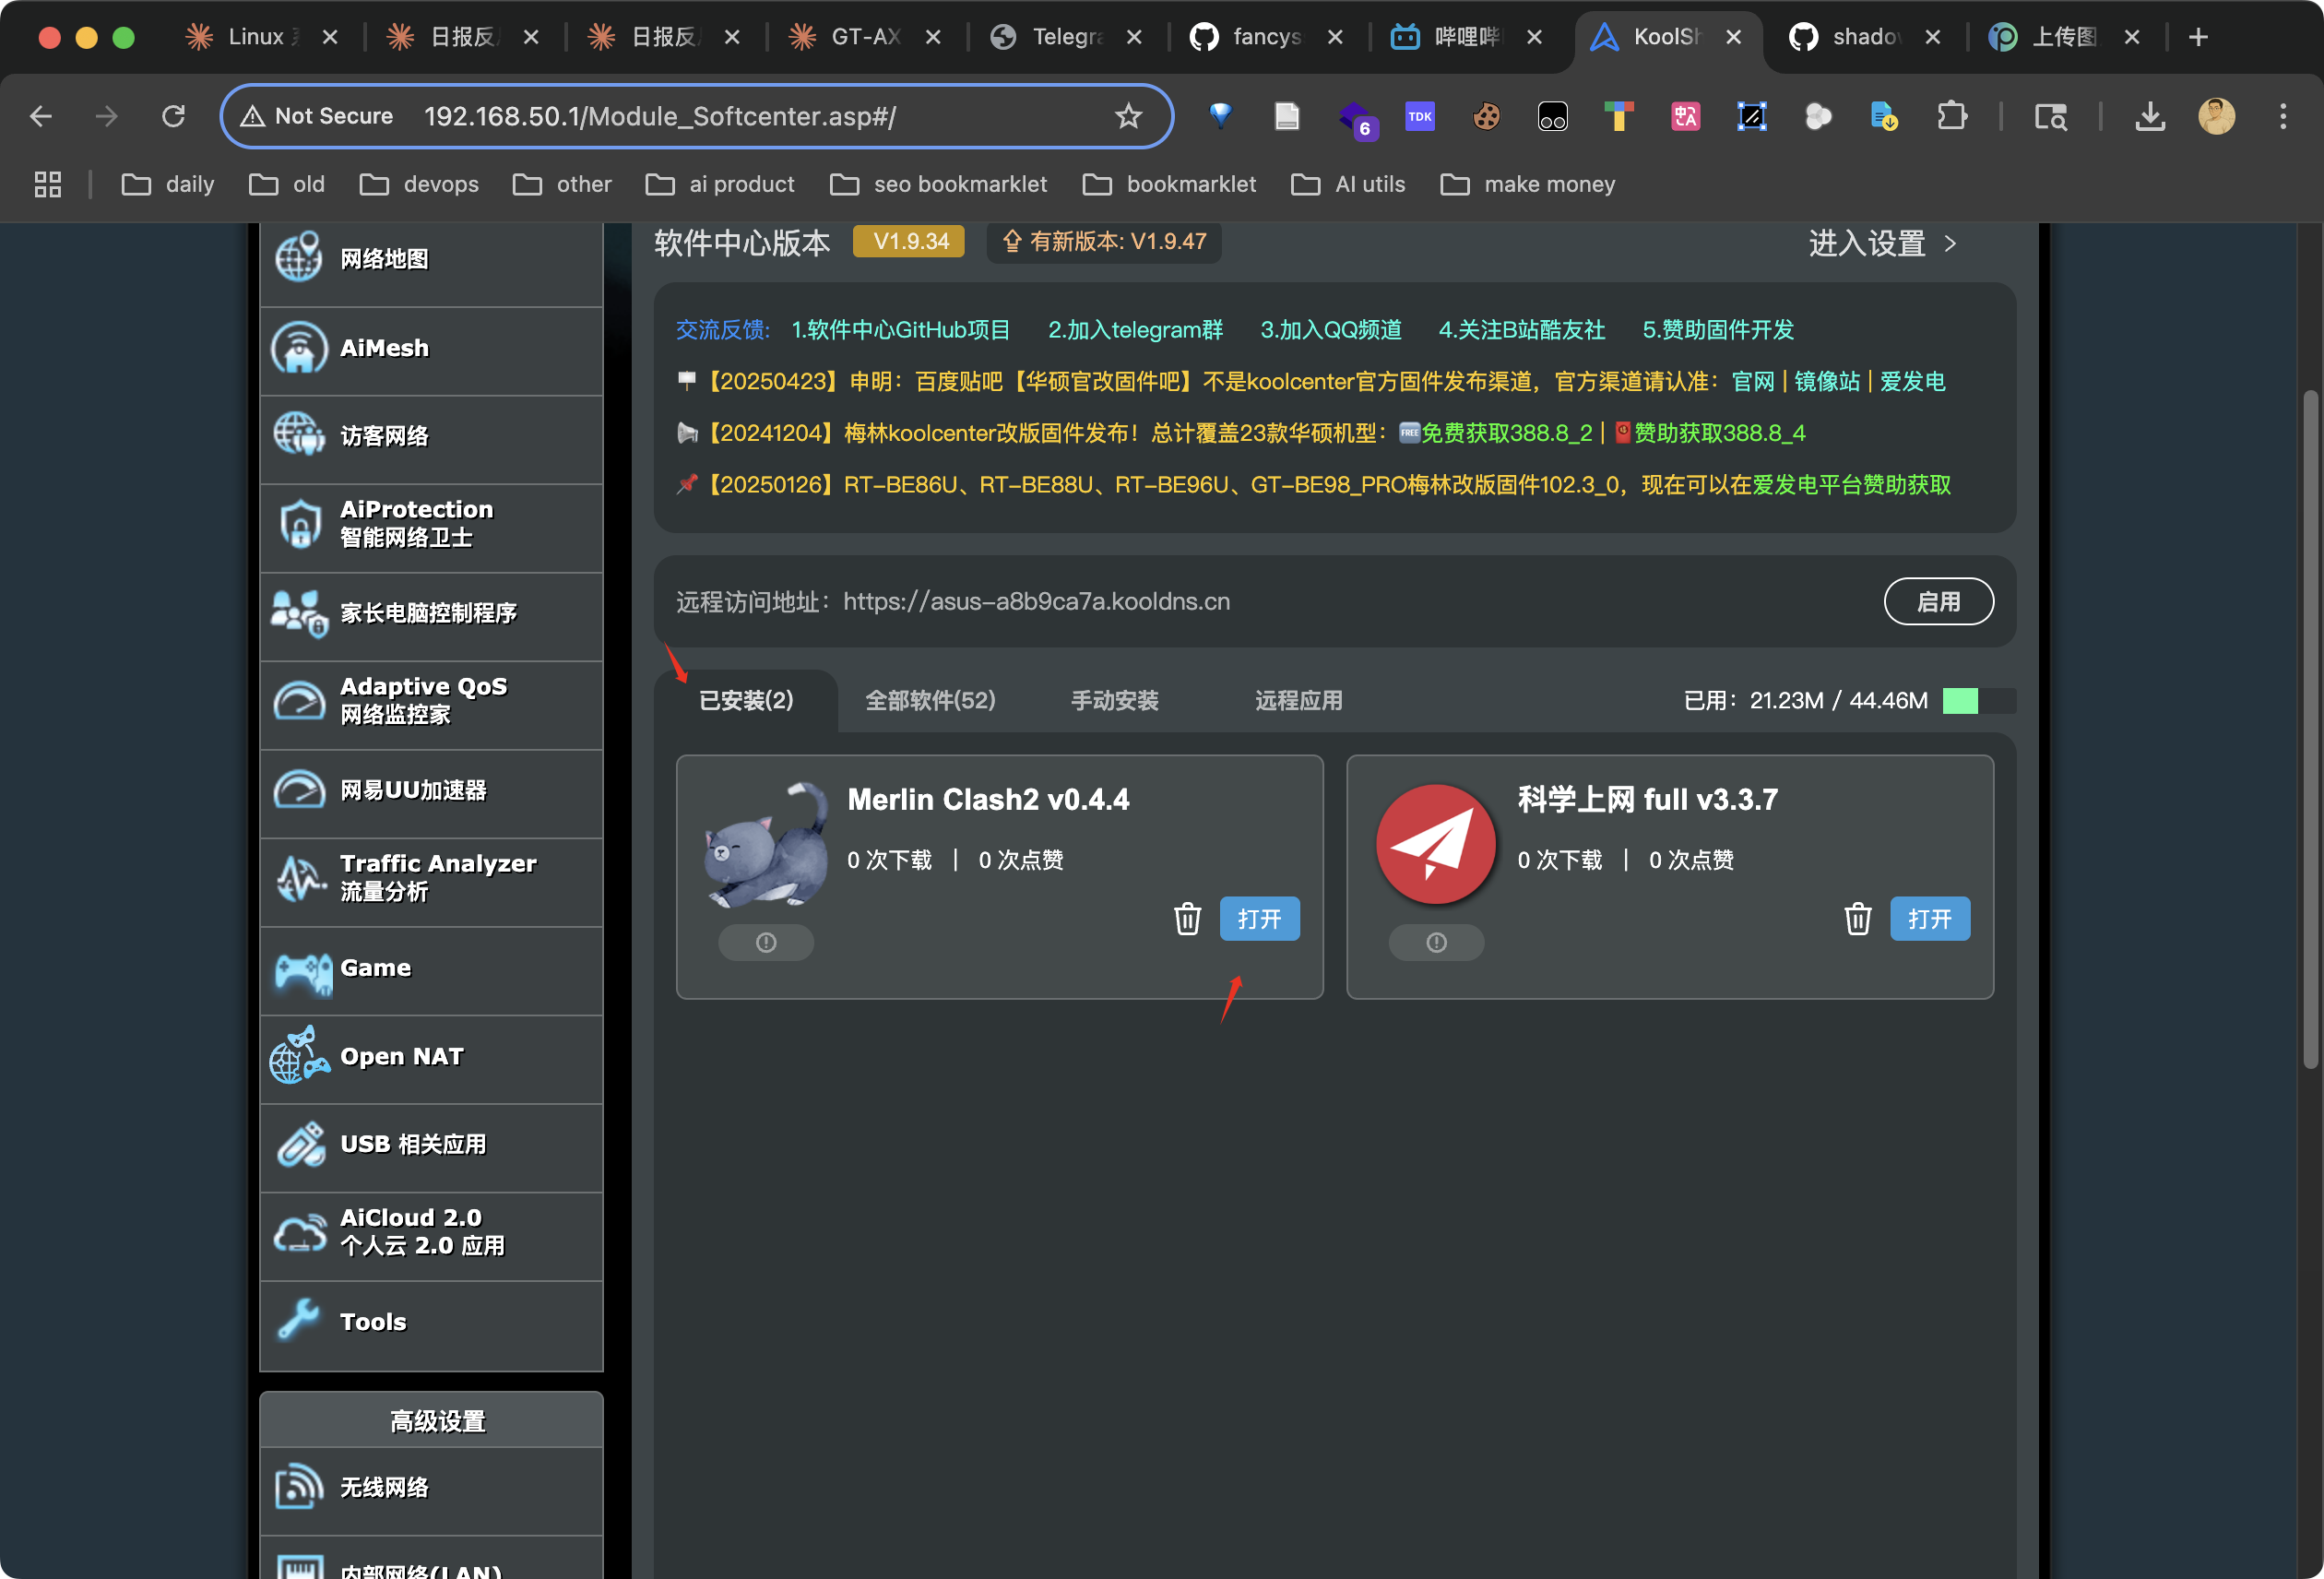 Linux
日报反
日报反
GT-AX
Telegra
fancys
哔哩哔
KoolSh
shado
上传图
Not Secure 192.168.50.1/Module_Softcenter.asp#/
6
TDK
daily
old
devops
other
ai product
seo bookmarklet
bookmarklet
AI utils
make money
网络地图
AiMesh
访客网络
AiProtection
智能网络卫士
家长电脑控制程序
Adaptive QoS
网络监控家
网易UU加速器
Traffic Analyzer
流量分析
Game
Open NAT
USB 相关应用
AiCloud 2.0
个人云 2.0 应用
Tools
高级设置
无线网络
内部网络(LAN)
软件中心版本 V1.9.34 有新版本: V1.9.47 进入设置 >
交流反馈: 1.软件中心GitHub项目 2.加入telegram群 3.加入QQ频道 4.关注B站酷友社 5.赞助固件开发
【20250423】申明：百度贴吧【华硕官改固件吧】不是koolcenter官方固件发布渠道，官方渠道请认准：官网 | 镜像站 | 爱发电
【20241204】梅林koolcenter改版固件发布！总计覆盖23款华硕机型：FREE免费获取388.8_2 | 赞助获取388.8_4
【20250126】RT-BE86U、RT-BE88U、RT-BE96U、GT-BE98_PRO梅林改版固件102.3_0，现在可以在爱发电平台赞助获取
远程访问地址：https://asus-a8b9ca7a.kooldns.cn 启用
已安装(2) 全部软件(52) 手动安装 远程应用 已用：21.23M / 44.46M
Merlin Clash2 v0.4.4
0 次下载 | 0 次点赞
打开
科学上网 full v3.3.7
0 次下载 | 0 次点赞
打开